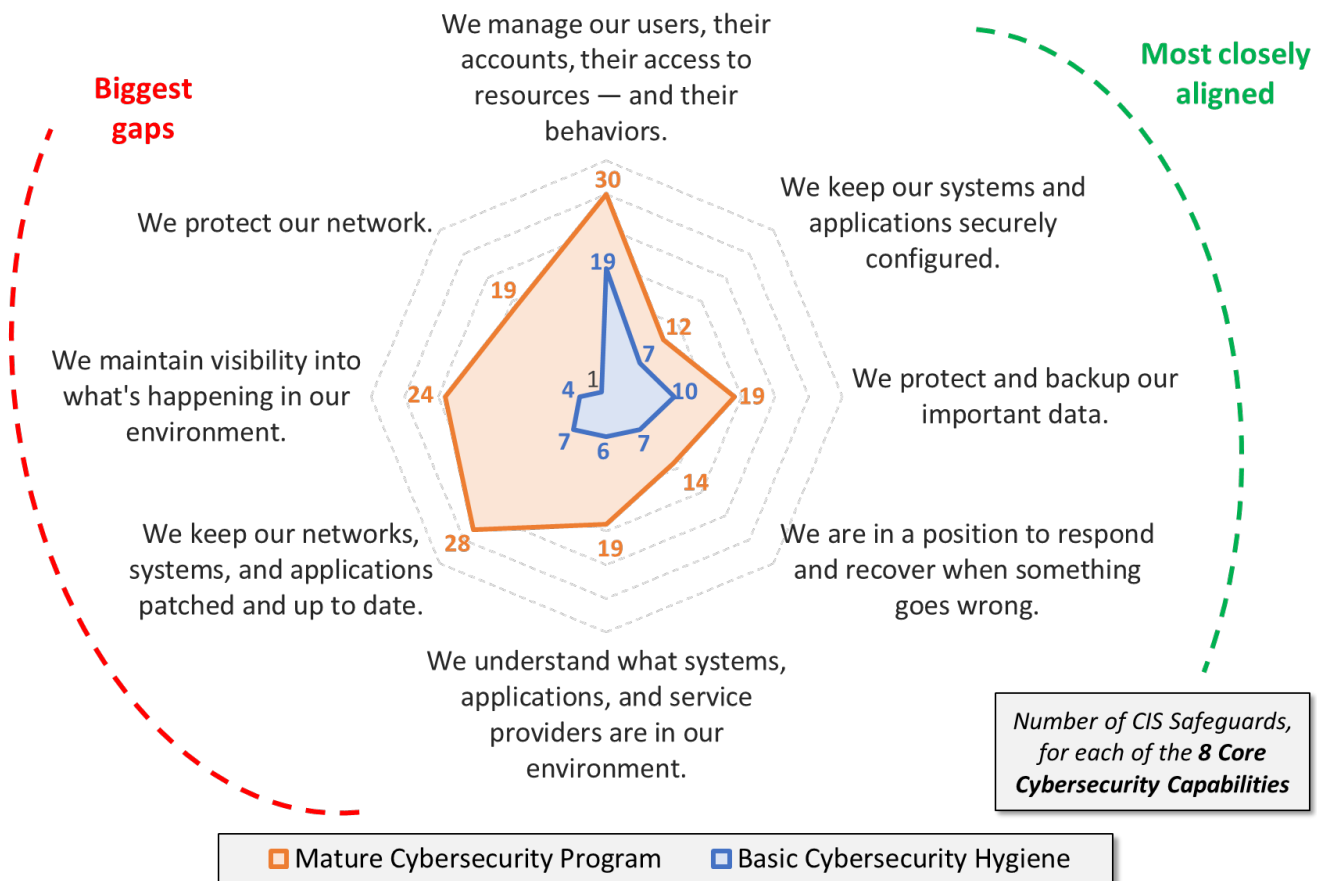 We manage our users, their
accounts, their access to
resources — and their
behaviors.
Biggest
gaps
Most closely
aligned
We keep our systems and
applications securely
configured.
We protect our network.
We protect and backup our
important data.
We maintain visibility into
what's happening in our
environment.
We are in a position to respond
and recover when something
goes wrong.
We keep our networks,
systems, and applications
patched and up to date.
We understand what systems,
applications, and service
providers are in our
environment.
30
12
19
14
19
28
24
19
19
7
10
7
6
7
4
1
Number of CIS Safeguards,
for each of the 8 Core
Cybersecurity Capabilities
Mature Cybersecurity Program
Basic Cybersecurity Hygiene